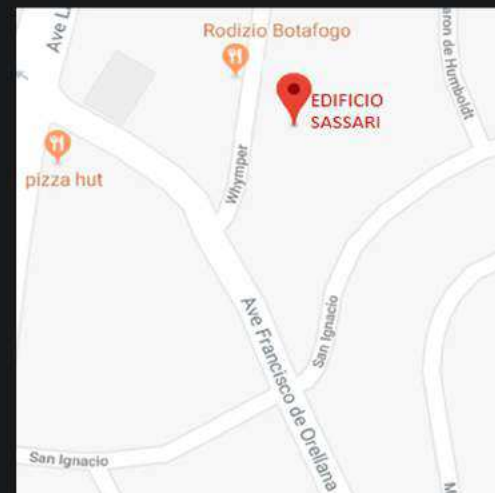 Ave L
Rodizio Botafogo
aron de Humboldt
EDIFICIO
SASSARI
pizza hut
Whymper
Ave Francisco de Orellana
San Ignacio
San Ignacio